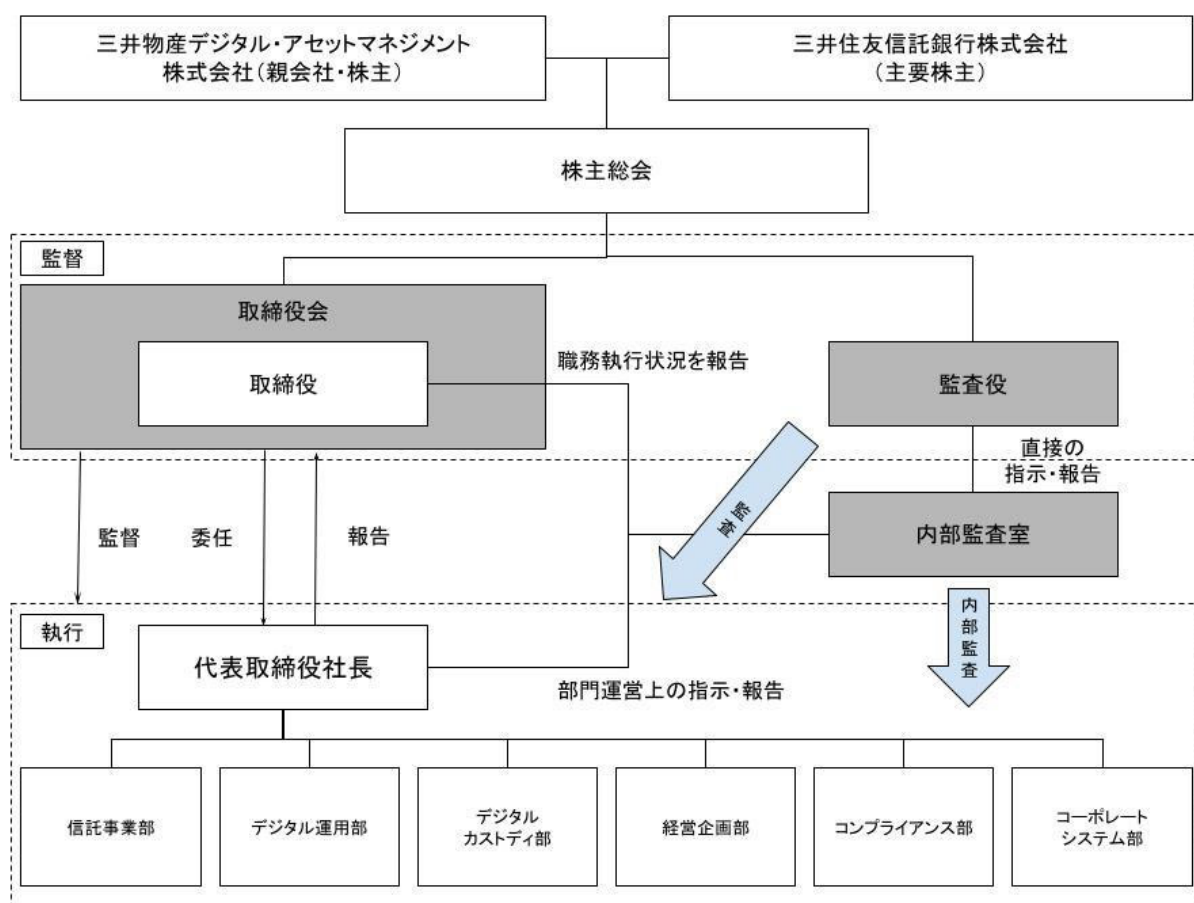 三井物産デジタル・アセットマネジメント
株式会社(親会社・株主)
三井住友信託銀行株式会社
(主要株主)
株主総会
監督
取締役会
取締役
職務執行状況を報告
監査役
直接の
指示・報告
監査
内部監査室
監督
委任
報告
内部監査
執行
代表取締役社長
部門運営上の指示・報告
信託事業部
デジタル運用部
デジタル
カストディ部
経営企画部
コンプライアンス部
コーポレート
システム部